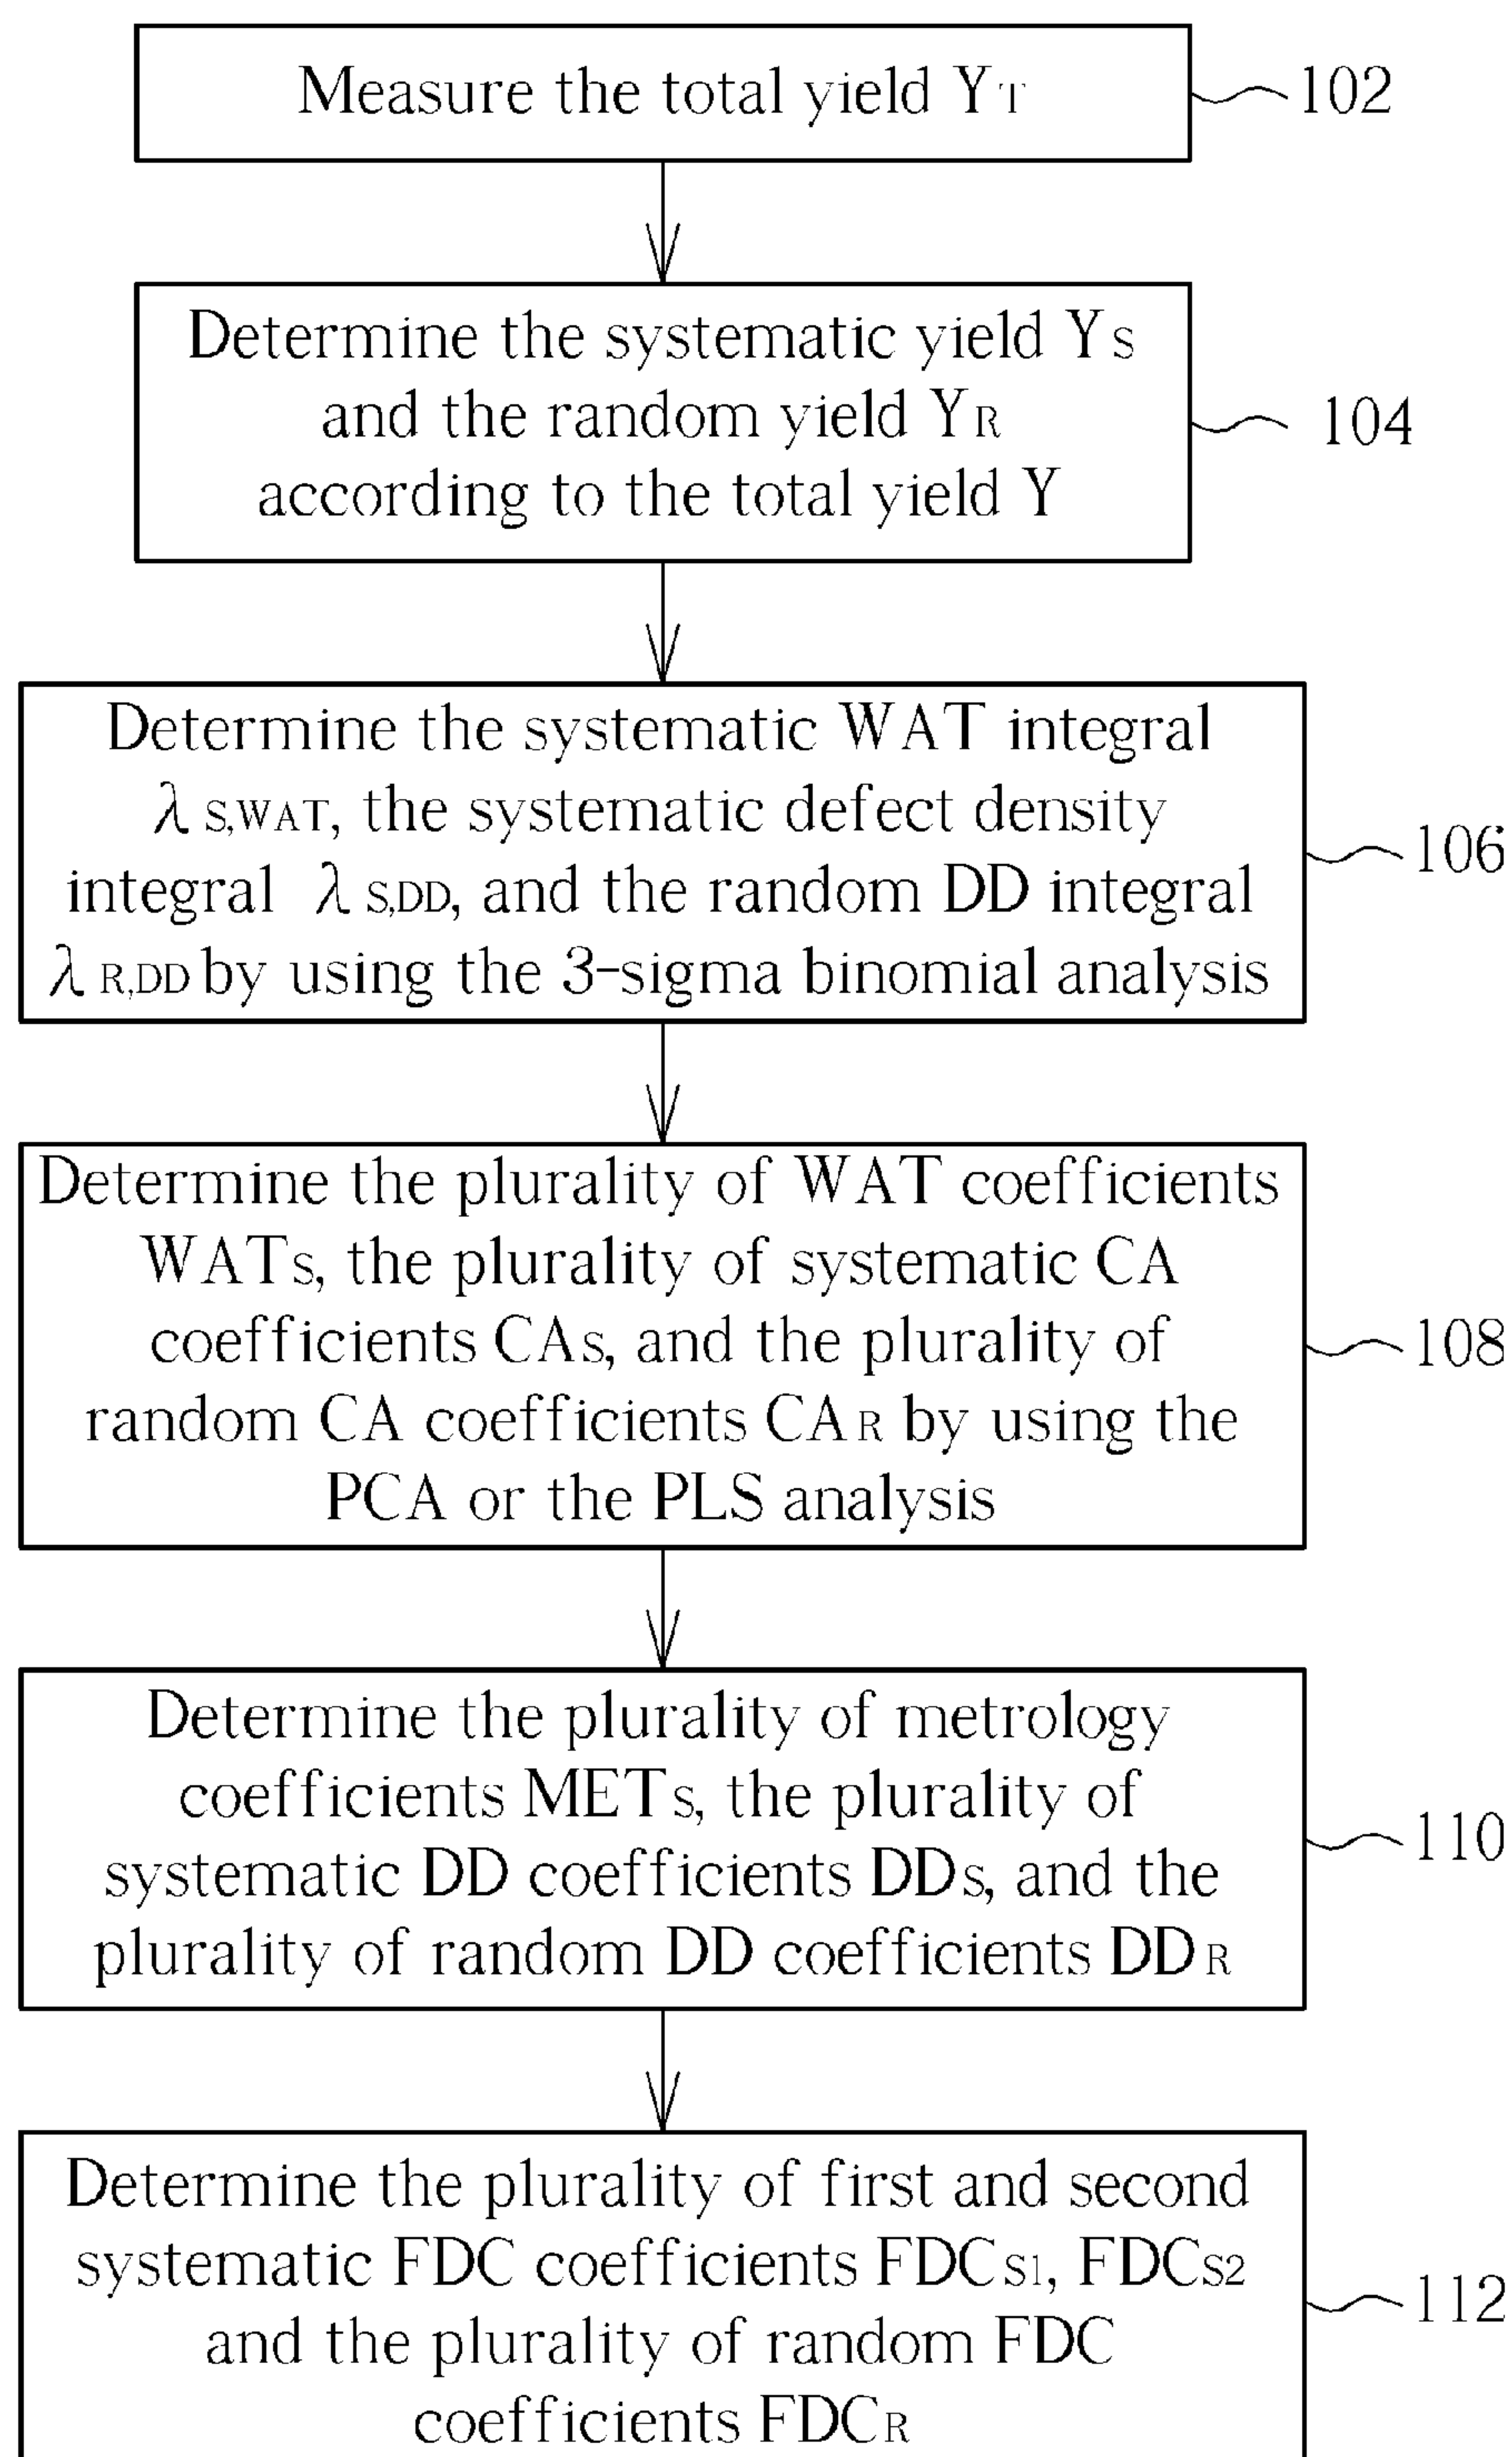 Measure the total yield YT
102
Determine the systematic yield YS
and the random yield YR
according to the total yield Y
104
Determine the systematic WAT integral
λS,WAT, the systematic defect density
integral λS,DD, and the random DD integral
λR,DD by using the 3-sigma binomial analysis
106
Determine the plurality of WAT coefficients
WATS, the plurality of systematic CA
coefficients CAS, and the plurality of
random CA coefficients CAR by using the
PCA or the PLS analysis
108
Determine the plurality of metrology
coefficients METS, the plurality of
systematic DD coefficients DDS, and the
plurality of random DD coefficients DDR
110
Determine the plurality of first and second
systematic FDC coefficients FDCS1, FDCS2
and the plurality of random FDC
coefficients FDCR
112